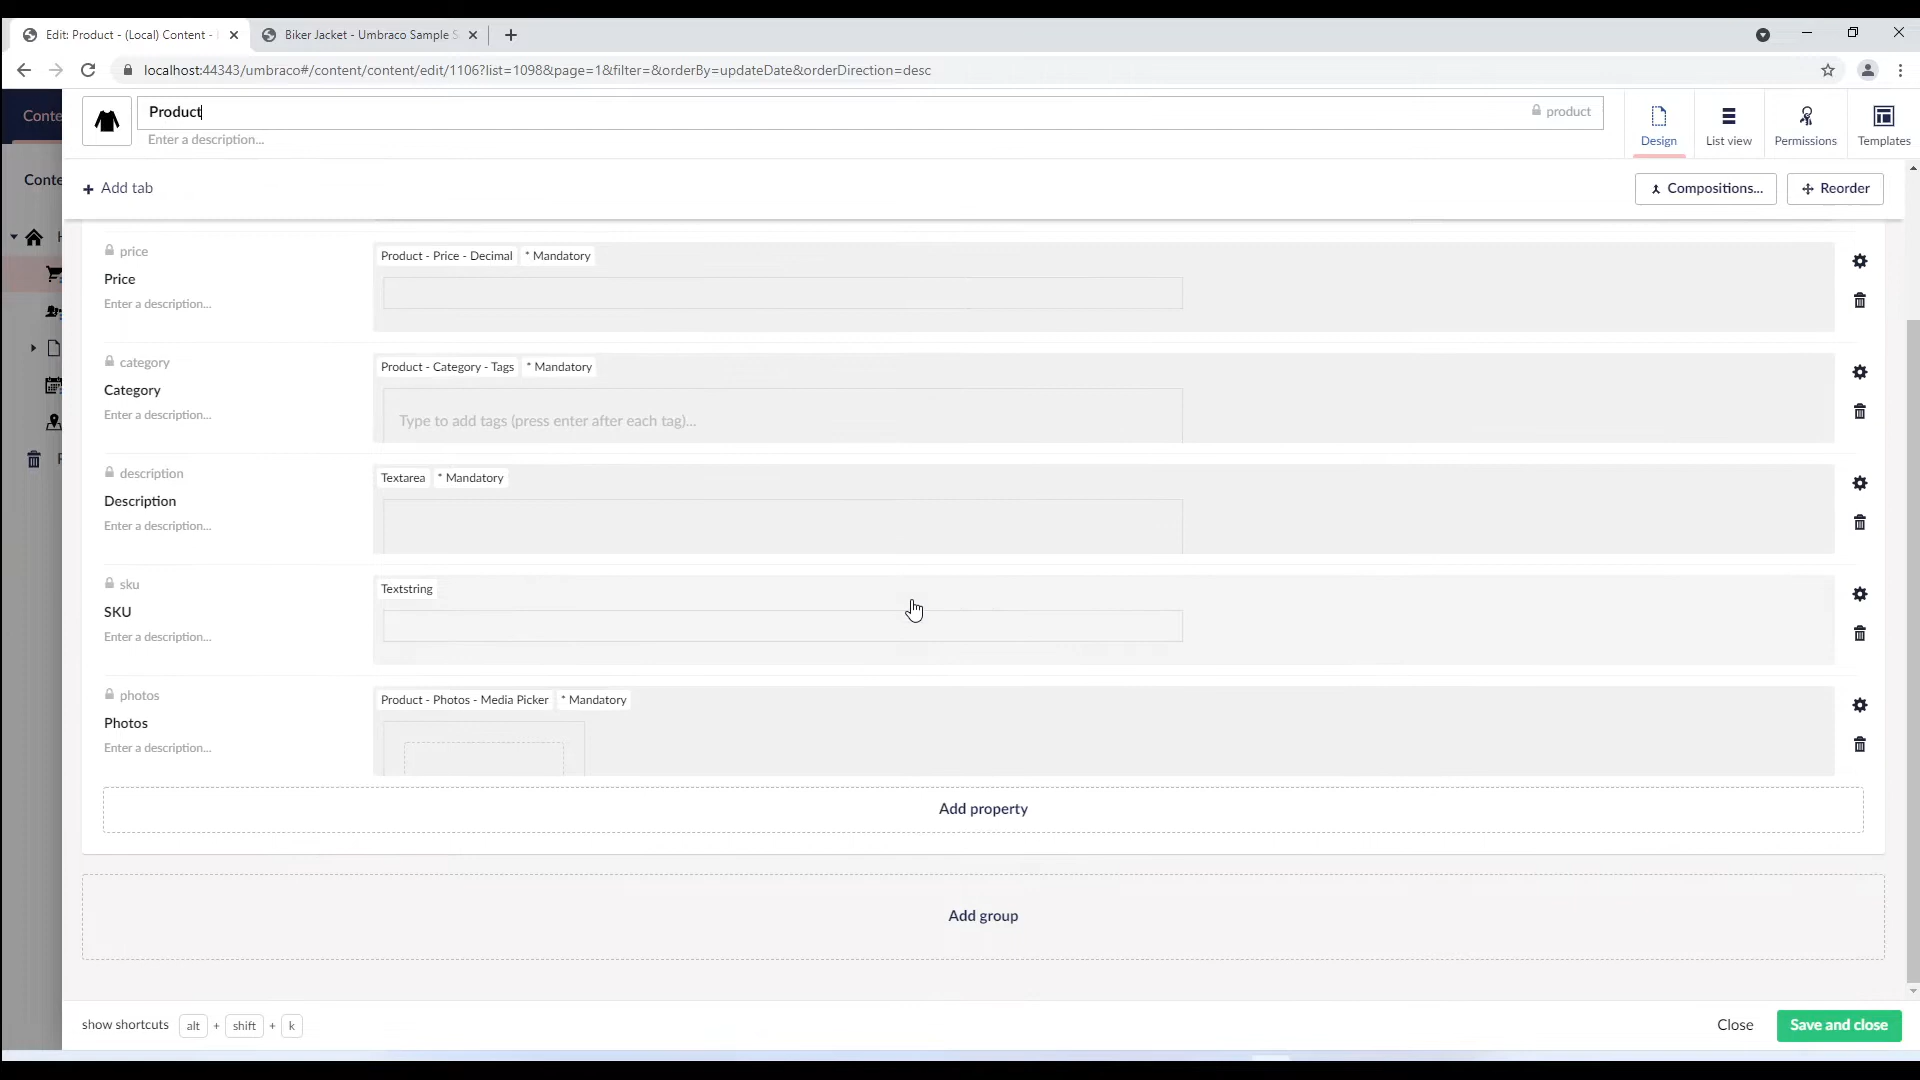 Edit: Product - (Local) Content -
Biker Jacket - Umbraco Sample S
localhost:44343/umbraco#/content/content/edit/1106?list=1098&page=1&filter=&orderBy=updateDate&orderDirection=desc
Conte
Product
product
Enter a description...
Design
List view
Permissions
Templates
Conte
Add tab
Compositions...
Reorder
price
Product - Price - Decimal * Mandatory
Price
Enter a description...
category
Product - Category - Tags * Mandatory
Category
Enter a description...
Type to add tags (press enter after each tag)...
description
Textarea * Mandatory
Description
Enter a description...
sku
Textstring
SKU
Enter a description...
photos
Product - Photos - Media Picker * Mandatory
Photos
Enter a description...
Add property
Add group
show shortcuts alt + shift + k
Close
Save and close